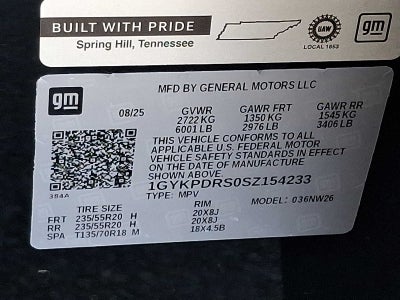 BUILT WITH PRIDE
Spring Hill, Tennessee
UAW
LOCAL 1853
gm
gm
MFD BY GENERAL MOTORS LLC
08/25 GVWR GAWR FRT GAWR RR
2722 KG 1350 KG 1545 KG
6001 LB 2976 LB 3406 LB
THIS VEHICLE CONFORMS TO ALL
APPLICABLE U.S. FEDERAL MOTOR
VEHICLE SAFETY STANDARDS IN EFFECT
ON THE DATE OF MANUFACTURE
SHOWN ABOVE.
1GYKPDRS0SZ154233
TYPE: MPV MODEL: 036NW26
384A
TIRE SIZE RIM
FRT 235/55R20 H 20X8J
RR 235/55R20 H 20X8J
SPA T135/70R18 M 18X4.5B